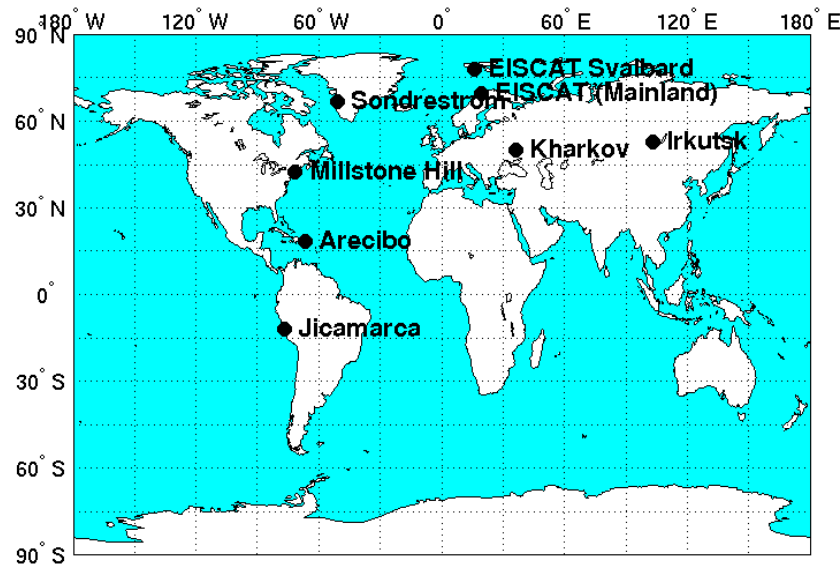 180° W 120° W 60° W 0° 60° E 120° E 180° E
90° N
EISCAT Svalbard
EISCAT (Mainland)
Sondrestrom
60° N
Irkutsk
Kharkov
Millstone Hill
30° N
Arecibo
0°
Jicamarca
30° S
60° S
90° S